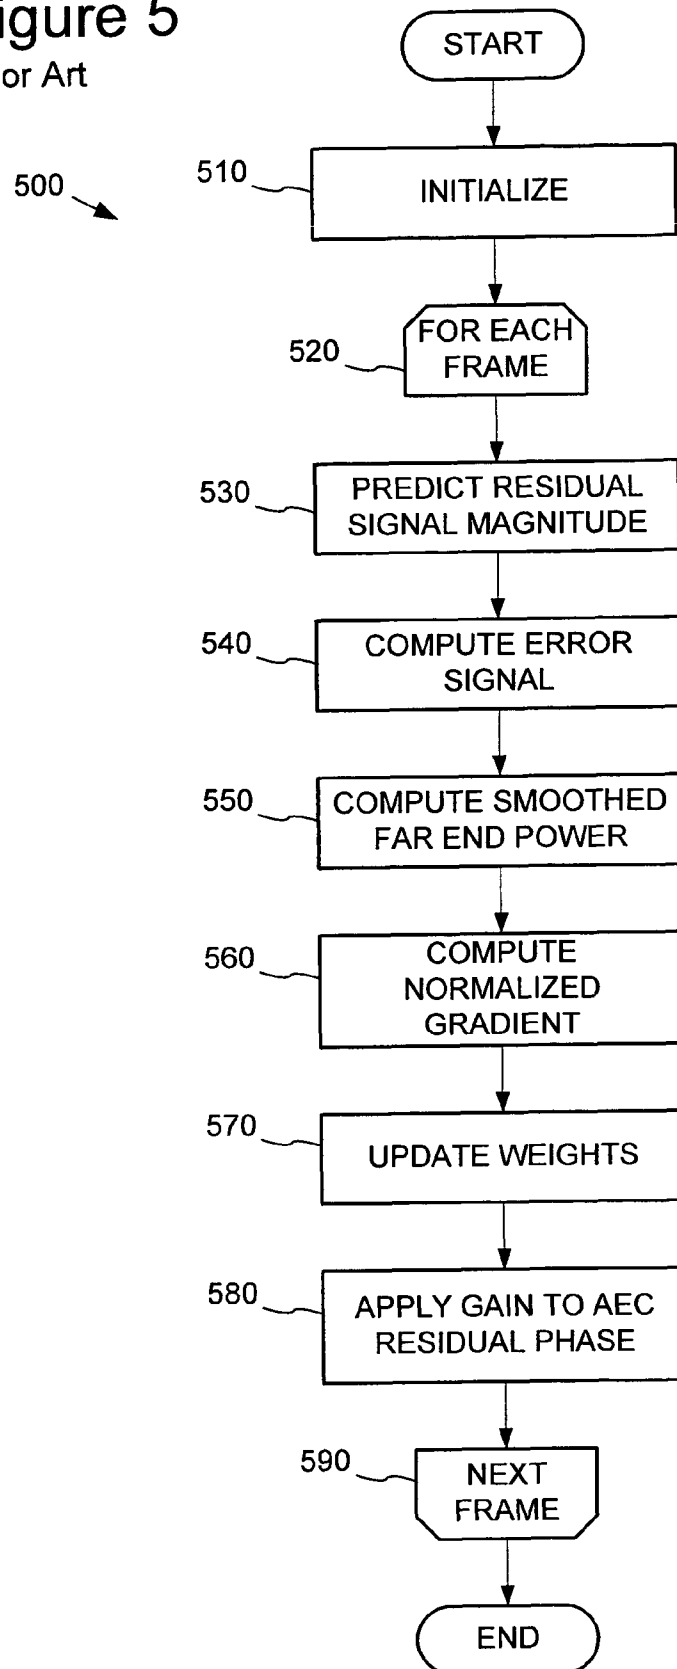 igure 5
or Art
START
500
510
INITIALIZE
520
FOR EACH
FRAME
530
PREDICT RESIDUAL
SIGNAL MAGNITUDE
540
COMPUTE ERROR
SIGNAL
550
COMPUTE SMOOTHED
FAR END POWER
560
COMPUTE
NORMALIZED
GRADIENT
570
UPDATE WEIGHTS
580
APPLY GAIN TO AEC
RESIDUAL PHASE
590
NEXT
FRAME
END